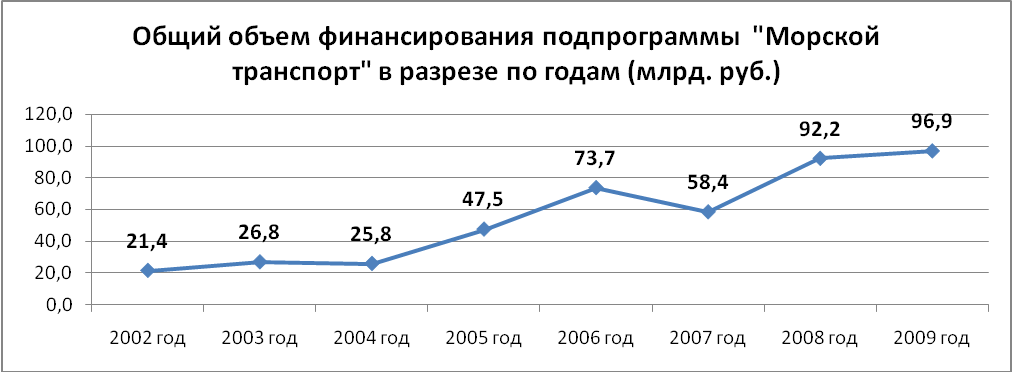 Общий объем финансирования подпрограммы "Морской
транспорт" в разрезе по годам (млрд. руб.)
120,0
100,0
80,0
60,0
40,0
20,0
0,0
21,4
26,8
25,8
47,5
73,7
58,4
92,2
96,9
2002 год
2003 год
2004 год
2005 год
2006 год
2007 год
2008 год
2009 год